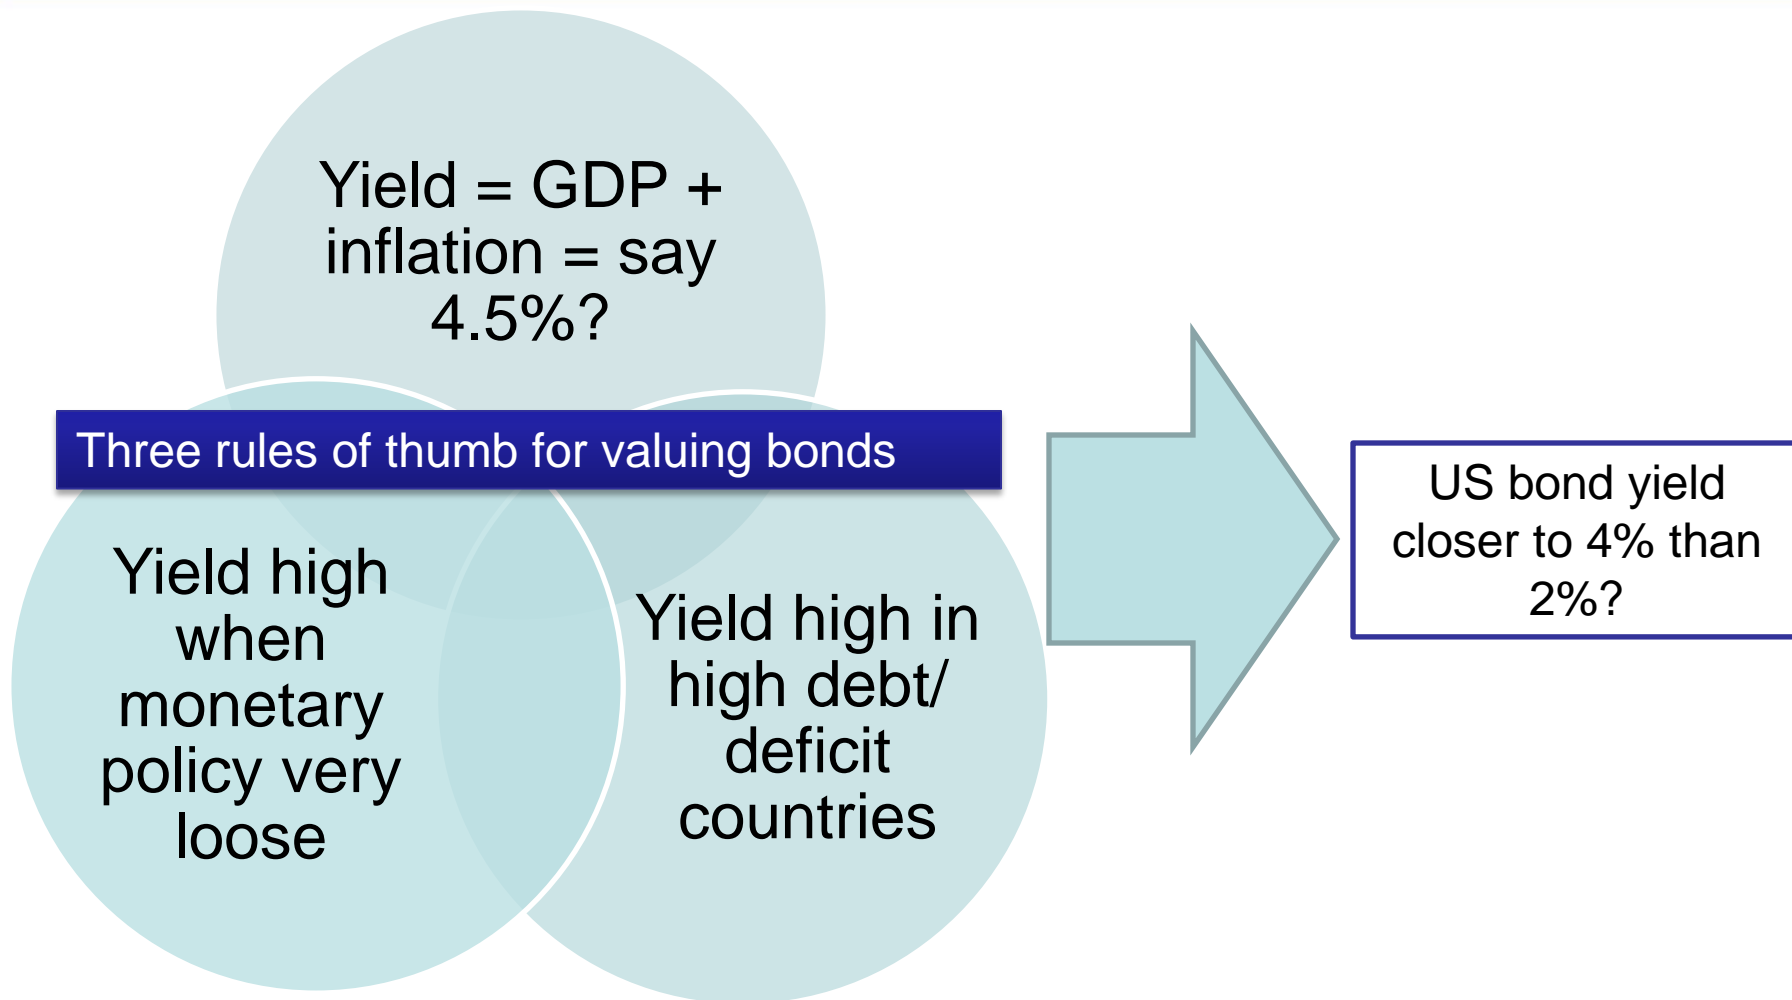 Yield = GDP +
inflation = say
4.5%?
Three rules of thumb for valuing bonds
Yield high
when
monetary
policy very
loose
Yield high in
high debt/
deficit
countries
US bond yield
closer to 4% than
2%?